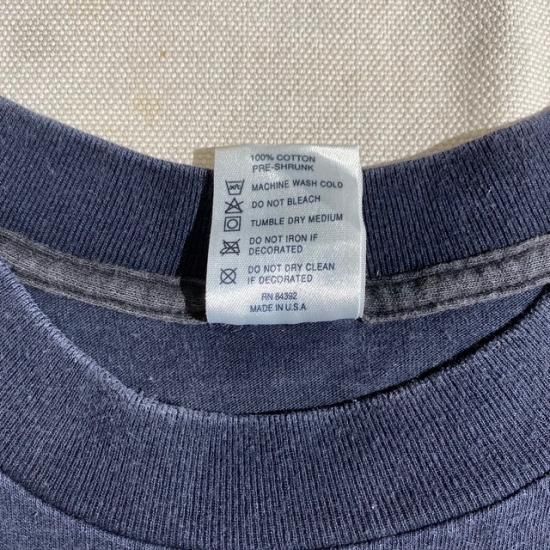 100% COTTON
PRE-SHRUNK
MACHINE WASH COLD
DO NOT BLEACH
TUMBLE DRY MEDIUM
DO NOT IRON IF
DECORATED
DO NOT DRY CLEAN
IF DECORATED
RN 64392
MADE IN U.S.A